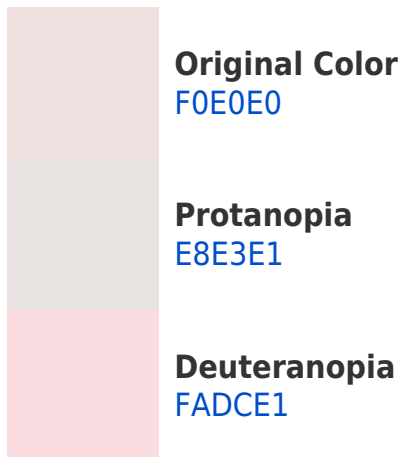 Original Color
F0E0E0
Protanopia
E8E3E1
Deuteranopia
FADCE1